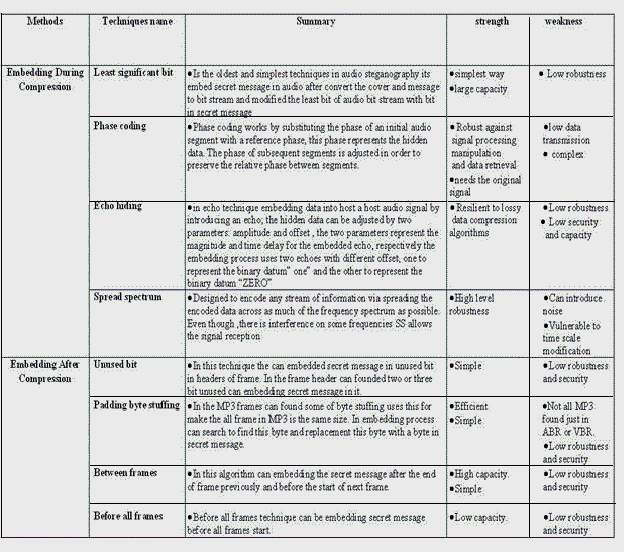 Methods Techniques name Summary strength weakness
Embedding During
Compression
Least significant bit
•Is the oldest and simplest techniques in audio steganography its
embed secret message in audio after convert the cover and message
to bit stream and modified the least bit of audio bit stream with bit
in secret message
•simplest way
•large capacity
• Low robustness
Phase coding
•Phase coding works by substituting the phase of an initial audio
segment with a reference phase, this phase represents the hidden
data. The phase of subsequent segments is adjusted in order to
preserve the relative phase between segments.
• Robust against
signal processing
manipulation
and data retrieval
•needs the original
signal
•low data
transmission
• complex
Echo hiding
•in echo technique embedding data into host a host audio signal by
introducing an echo; the hidden data can be adjusted by two
parameters: amplitude and offset , the two parameters represent the
magnitude and time delay for the embedded echo, respectively the
embedding process uses two echoes with different offset, one to
represent the binary datum" one" and the other to represent the
binary datum "ZERO"
• Resilient to lossy
data compression
algorithms
•Low robustness
• Low security
and capacity
Spread spectrum
•Designed to encode any stream of information via spreading the
encoded data across as much of the frequency spectrum as possible.
Even though ,there is interference on some frequencies SS allows
the signal reception
•High level
robustness
•Can introduce
noise
•Vulnerable to
time scale
modification
Embedding After
Compression
Unused bit
•In this technique the can embedded secret message in unused bit
in headers of frame. In the frame header can founded two or three
bit unused can embedding secret message in it.
•Simple
•Low robustness
and security.
Padding byte stuffing
•In the MP3 frames can found some of byte stuffing uses this for
make all the frame in MP3 is the same size. In embedding process
can search to find this byte and replacement this byte with a byte in
secret message.
•Efficient
•Simple
•Not all MP3
found just in
ABR or VBR.
•Low robustness
and security
Between frames
•In this algorithm can embedding the secret message after the end
of frame previously and before the start of next frame.
•High capacity.
•Simple
•Low robustness
and security
Before all frames
•Before all frames technique can be embedding secret message
before all frames start.
•Low capacity.
•Low robustness
and security